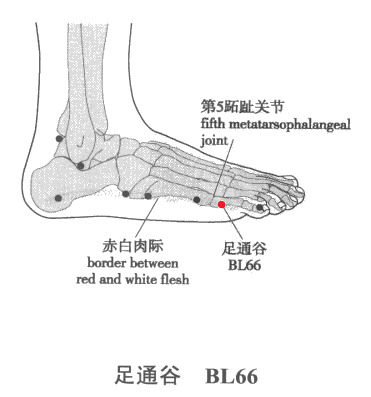 第5跖趾关节
fifth metatarsophalangeal
joint
赤白肉际
border between
red and white flesh
足通谷
BL66
足通谷 BL66